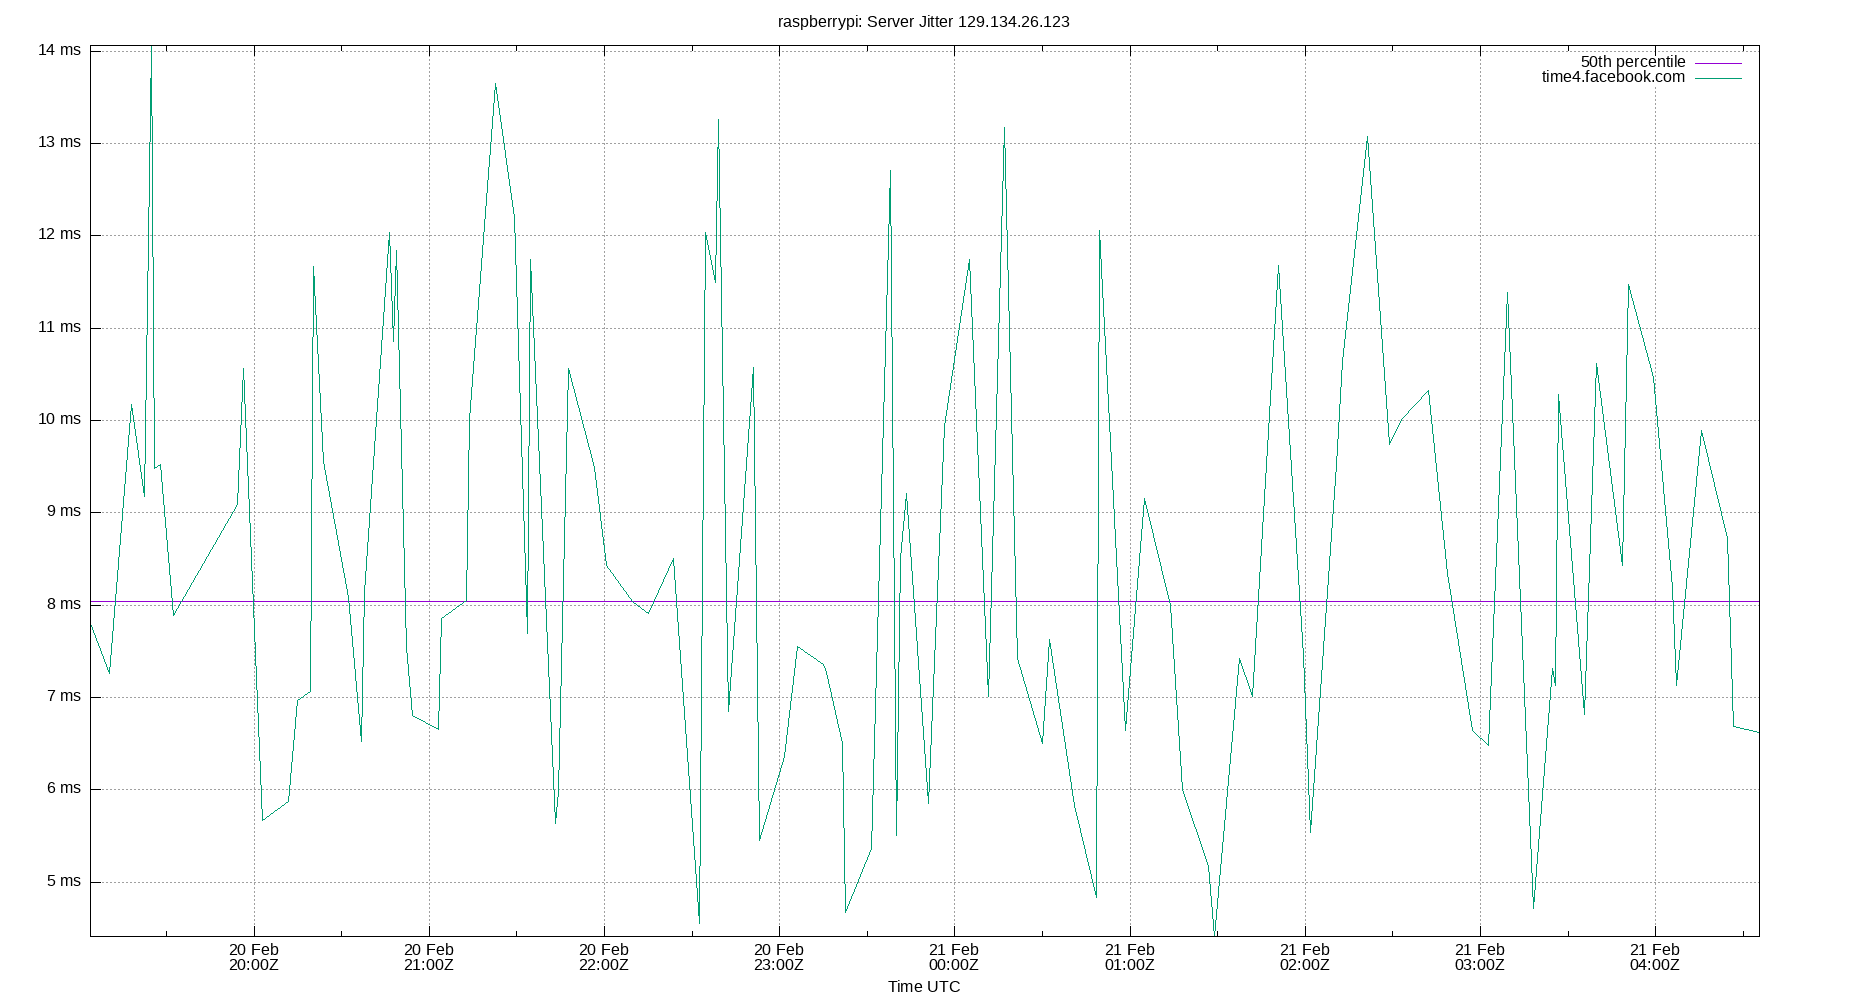 raspberrypi: Server Jitter 129.134.26.123
14 ms
13 ms
12 ms
11 ms
10 ms
9 ms
8 ms
7 ms
6 ms
5 ms
50th percentile
time4.facebook.com
20 Feb
20:00Z
20 Feb
21:00Z
20 Feb
22:00Z
20 Feb
23:00Z
21 Feb
00:00Z
21 Feb
01:00Z
21 Feb
02:00Z
21 Feb
03:00Z
21 Feb
04:00Z
Time UTC